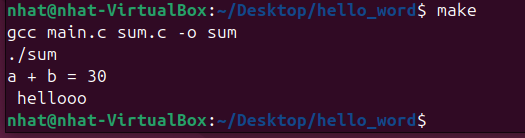 nhat@nhat-VirtualBox:~/Desktop/hello_word$ make
gcc main.c sum.c -o sum
./sum
a + b = 30
 hellooo
nhat@nhat-VirtualBox:~/Desktop/hello_word$